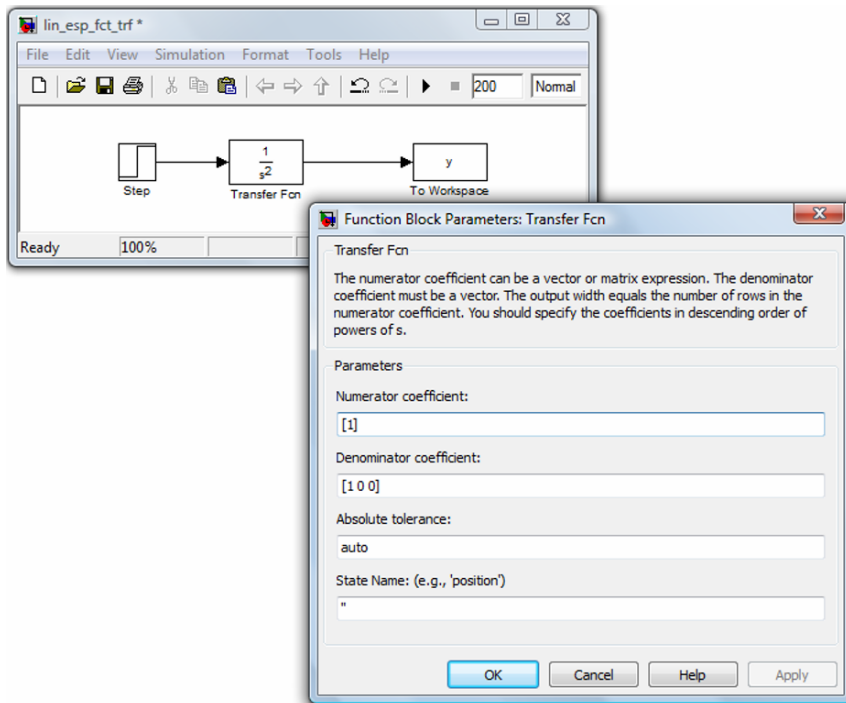 lin_esp_fct_trf *
File Edit View Simulation Format Tools Help
200 Normal
1
s2
y
Step
Transfer Fcn
To Workspace
Ready 100%
Function Block Parameters: Transfer Fcn
Transfer Fcn
The numerator coefficient can be a vector or matrix expression. The denominator
coefficient must be a vector. The output width equals the number of rows in the
numerator coefficient. You should specify the coefficients in descending order of
powers of s.
Parameters
Numerator coefficient:
[1]
Denominator coefficient:
[1 0 0]
Absolute tolerance:
auto
State Name: (e.g., 'position')
''
OK Cancel Help Apply